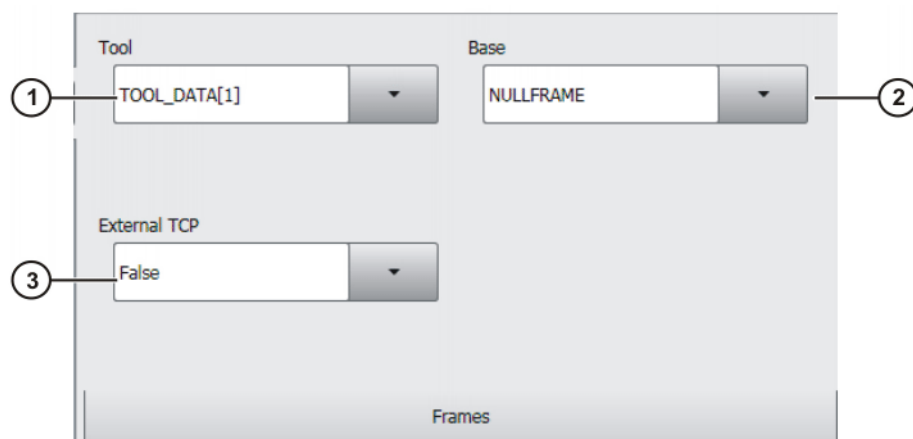 Tool
Base
1
TOOL_DATA[1]
NULLFRAME
2
External TCP
3
False
Frames